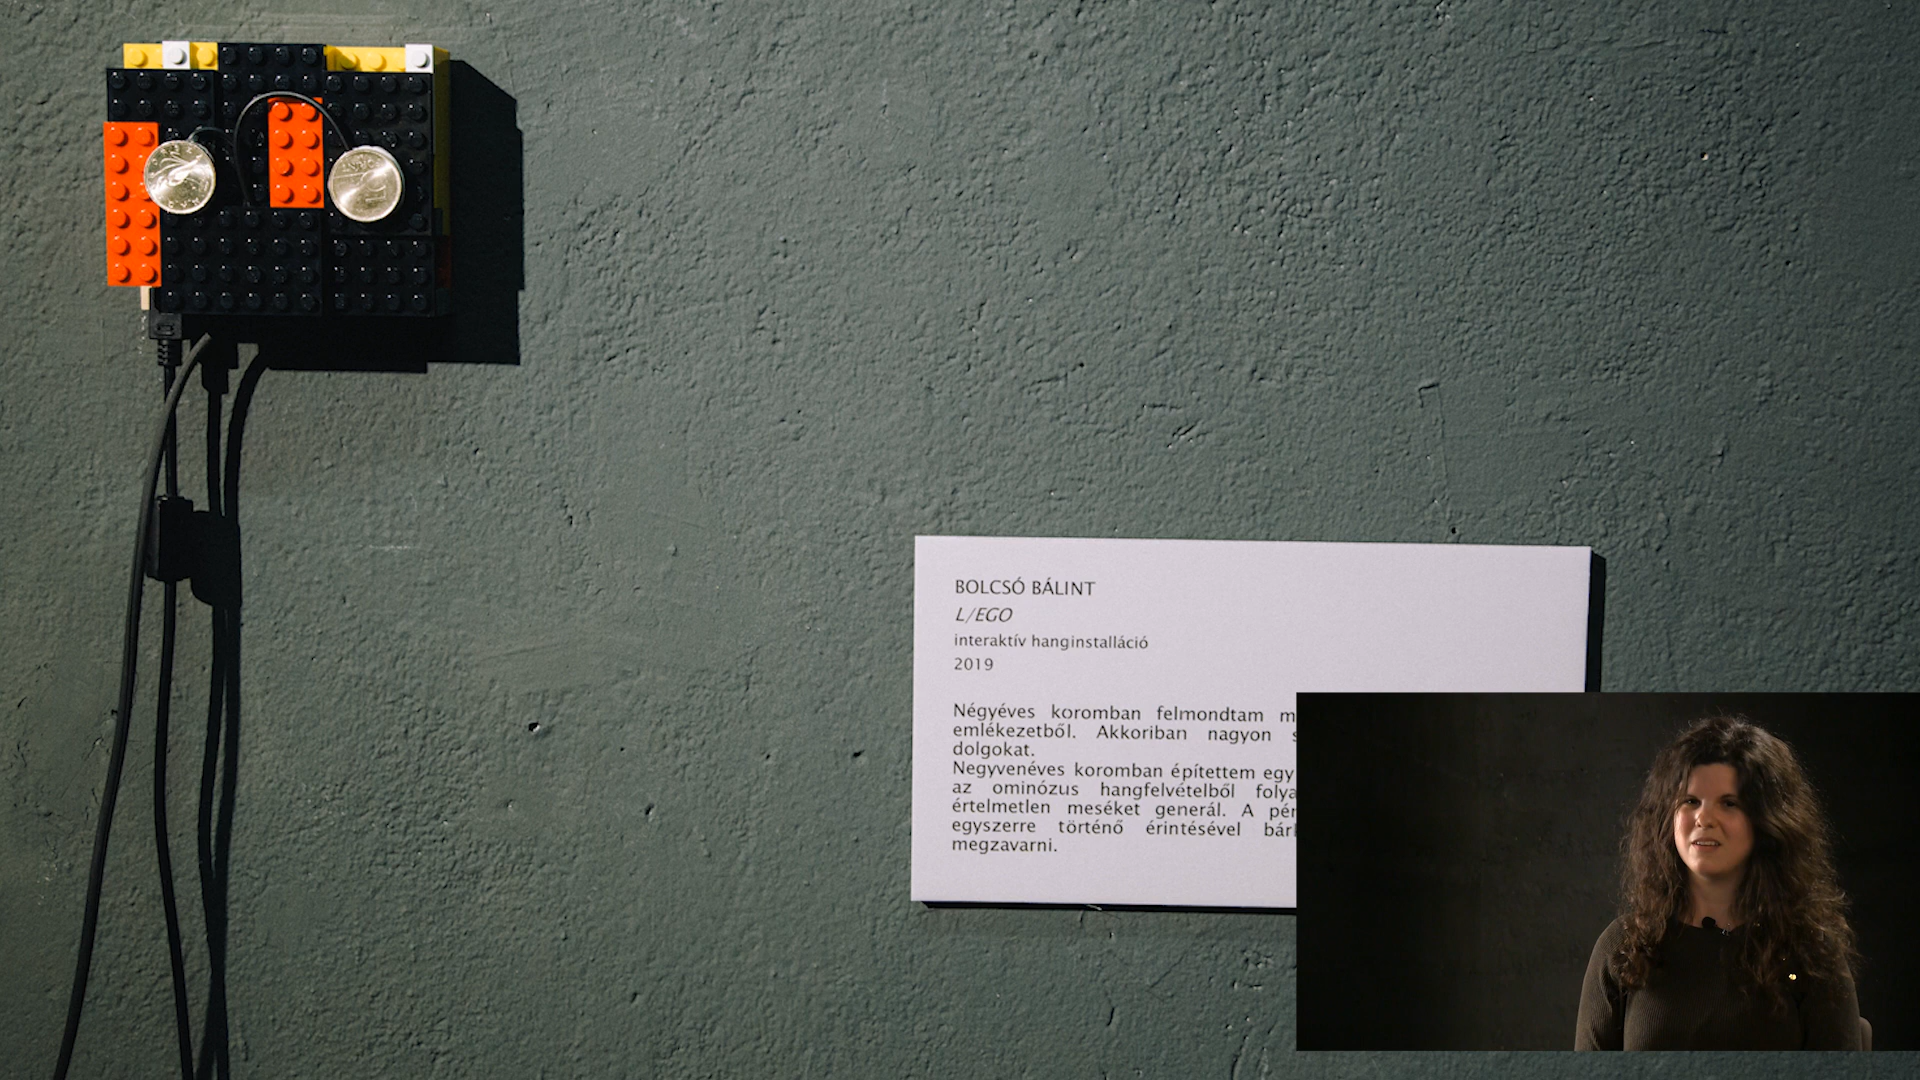 BOLCSÓ BÁLINT
L/EGO
interaktív hanginstalláció
2019
Négyéves koromban felmondtam
emlékezetből. Akkoriban nagyon
dolgokat.
Negyvenéves koromban építettem egy
az ominózus hangfelvételből
értelmetlen meséket generál. A
egyszerre történő érintésével
megzavarni.